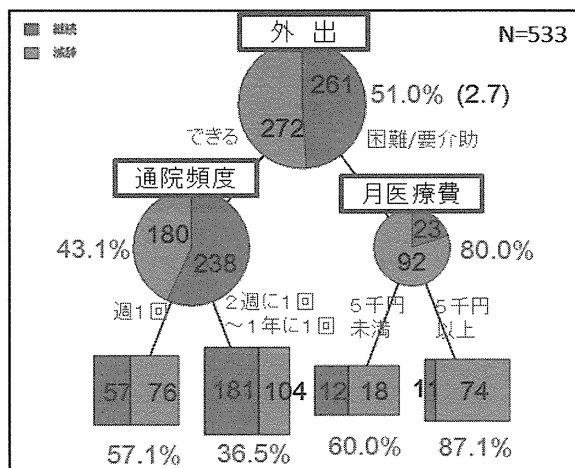 継続
減弱
外 出
N=533
261
272
51.0% (2.7)
できる
困難/要介助
通院頻度
月医療費
180
238
43.1%
23
92
80.0%
週1回
2週に1回
〜1年に1回
5千円
未満
5千円
以上
57 76
181 104
12 18
11 74
57.1%
36.5%
60.0%
87.1%